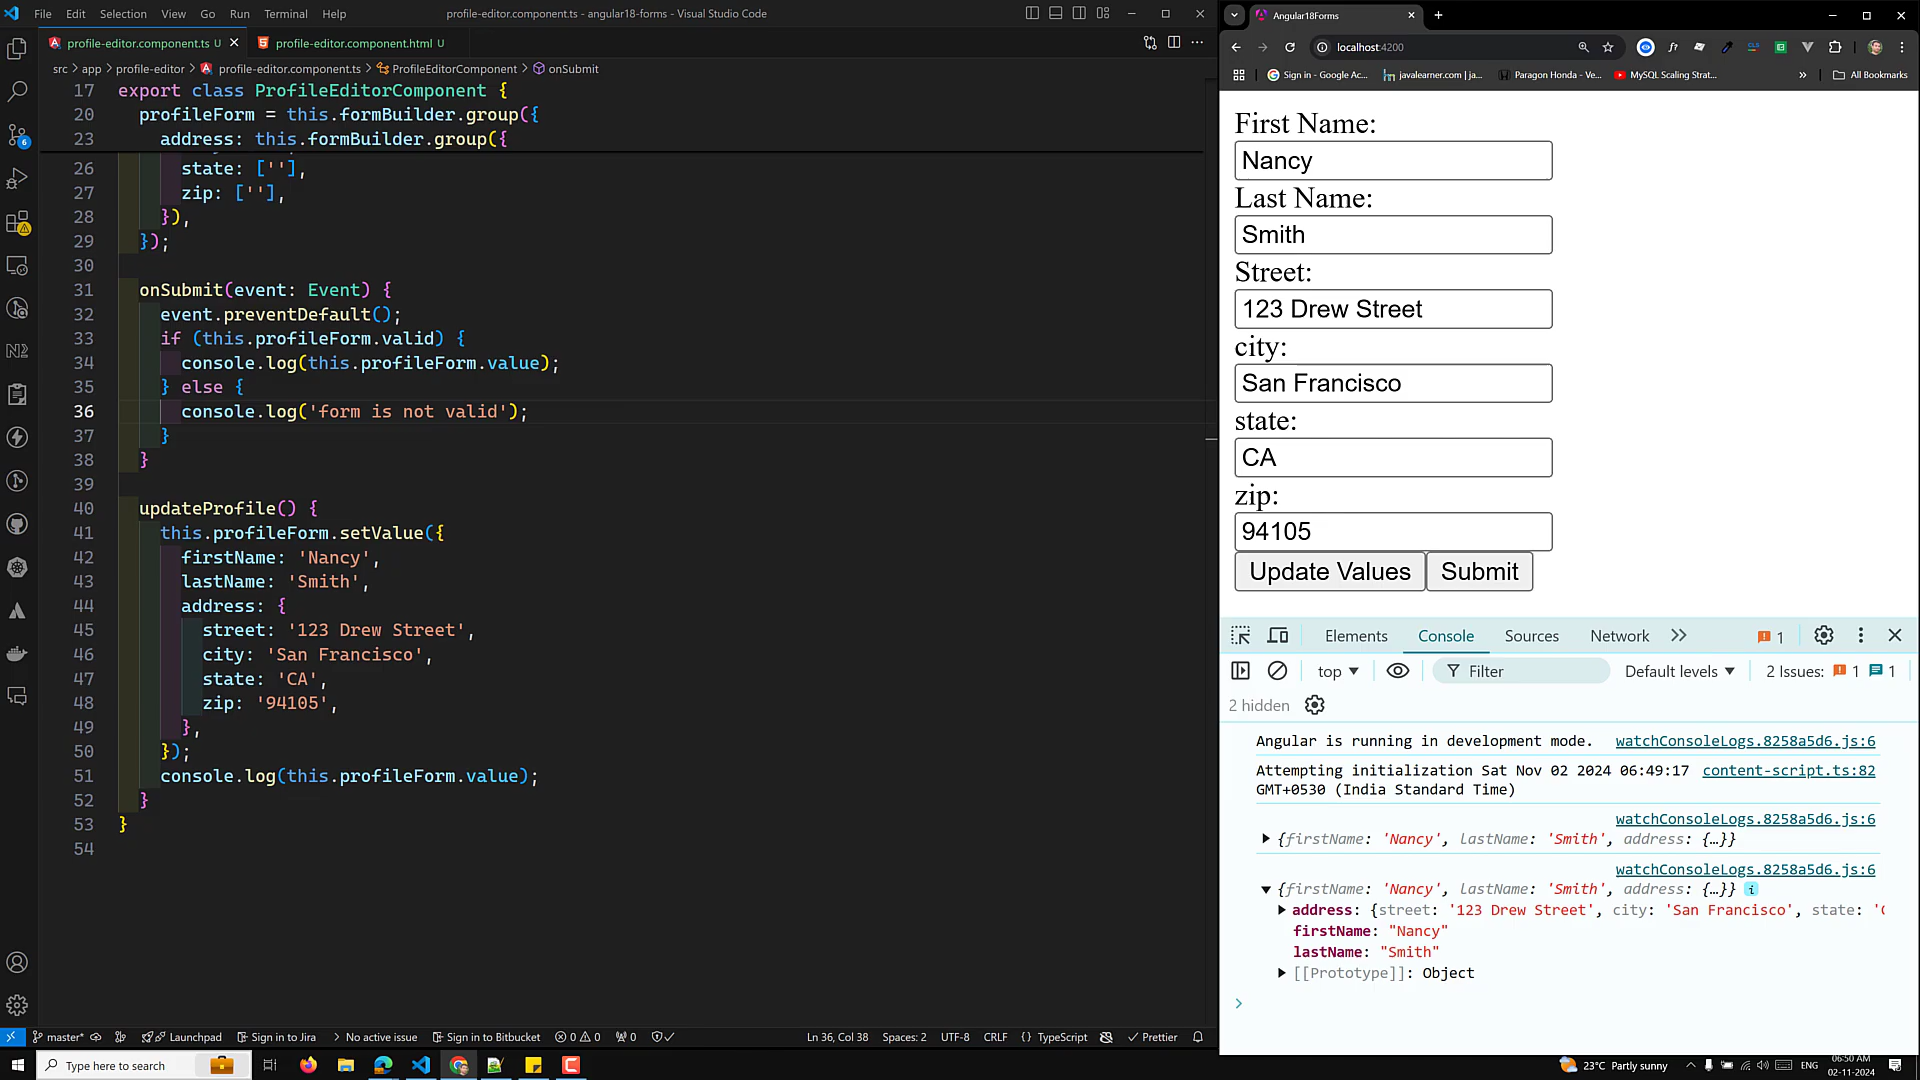 File Edit Selection View Go Run Terminal Help
profile-editor.component.ts - angular18-forms - Visual Studio Code
profile-editor.component.ts U
profile-editor.component.html U
src > app > profile-editor > profile-editor.component.ts > ProfileEditorComponent > onSubmit
17 export class ProfileEditorComponent {
20 profileForm = this.formBuilder.group({
23 address: this.formBuilder.group({
26 state: [''],
27 zip: [''],
28 }),
29 });
30
31 onSubmit(event: Event) {
32 event.preventDefault();
33 if (this.profileForm.valid) {
34 console.log(this.profileForm.value);
35 } else {
36 console.log('form is not valid');
37 }
38 }
39
40 updateProfile() {
41 this.profileForm.setValue({
42 firstName: 'Nancy',
43 lastName: 'Smith',
44 address: {
45 street: '123 Drew Street',
46 city: 'San Francisco',
47 state: 'CA',
48 zip: '94105',
49 },
50 });
51 console.log(this.profileForm.value);
52 }
53 }
54
6
N2
master* Launchpad Sign in to Jira No active issue Sign in to Bitbucket 0 0 0 Ln 36, Col 38 Spaces: 2 UTF-8 CRLF {} TypeScript Prettier
Angular18Forms
localhost:4200
Sign in - Google Ac... javalearner.com | ja... Paragon Honda - Ve... MySQL Scaling Strat... » All Bookmarks
First Name:
Nancy
Last Name:
Smith
Street:
123 Drew Street
city:
San Francisco
state:
CA
zip:
94105
Update Values Submit
Elements Console Sources Network » 1
top Filter Default levels 2 Issues: 1 1
2 hidden
Angular is running in development mode. watchConsoleLogs.8258a5d6.js:6
Attempting initialization Sat Nov 02 2024 06:49:17 content-script.ts:82
GMT+0530 (India Standard Time)
watchConsoleLogs.8258a5d6.js:6
{firstName: 'Nancy', lastName: 'Smith', address: {…}}
watchConsoleLogs.8258a5d6.js:6
{firstName: 'Nancy', lastName: 'Smith', address: {…}} i
address: {street: '123 Drew Street', city: 'San Francisco', state: '
firstName: "Nancy"
lastName: "Smith"
[[Prototype]]: Object
Type here to search
23°C Partly sunny ENG
06:50 AM
02-11-2024